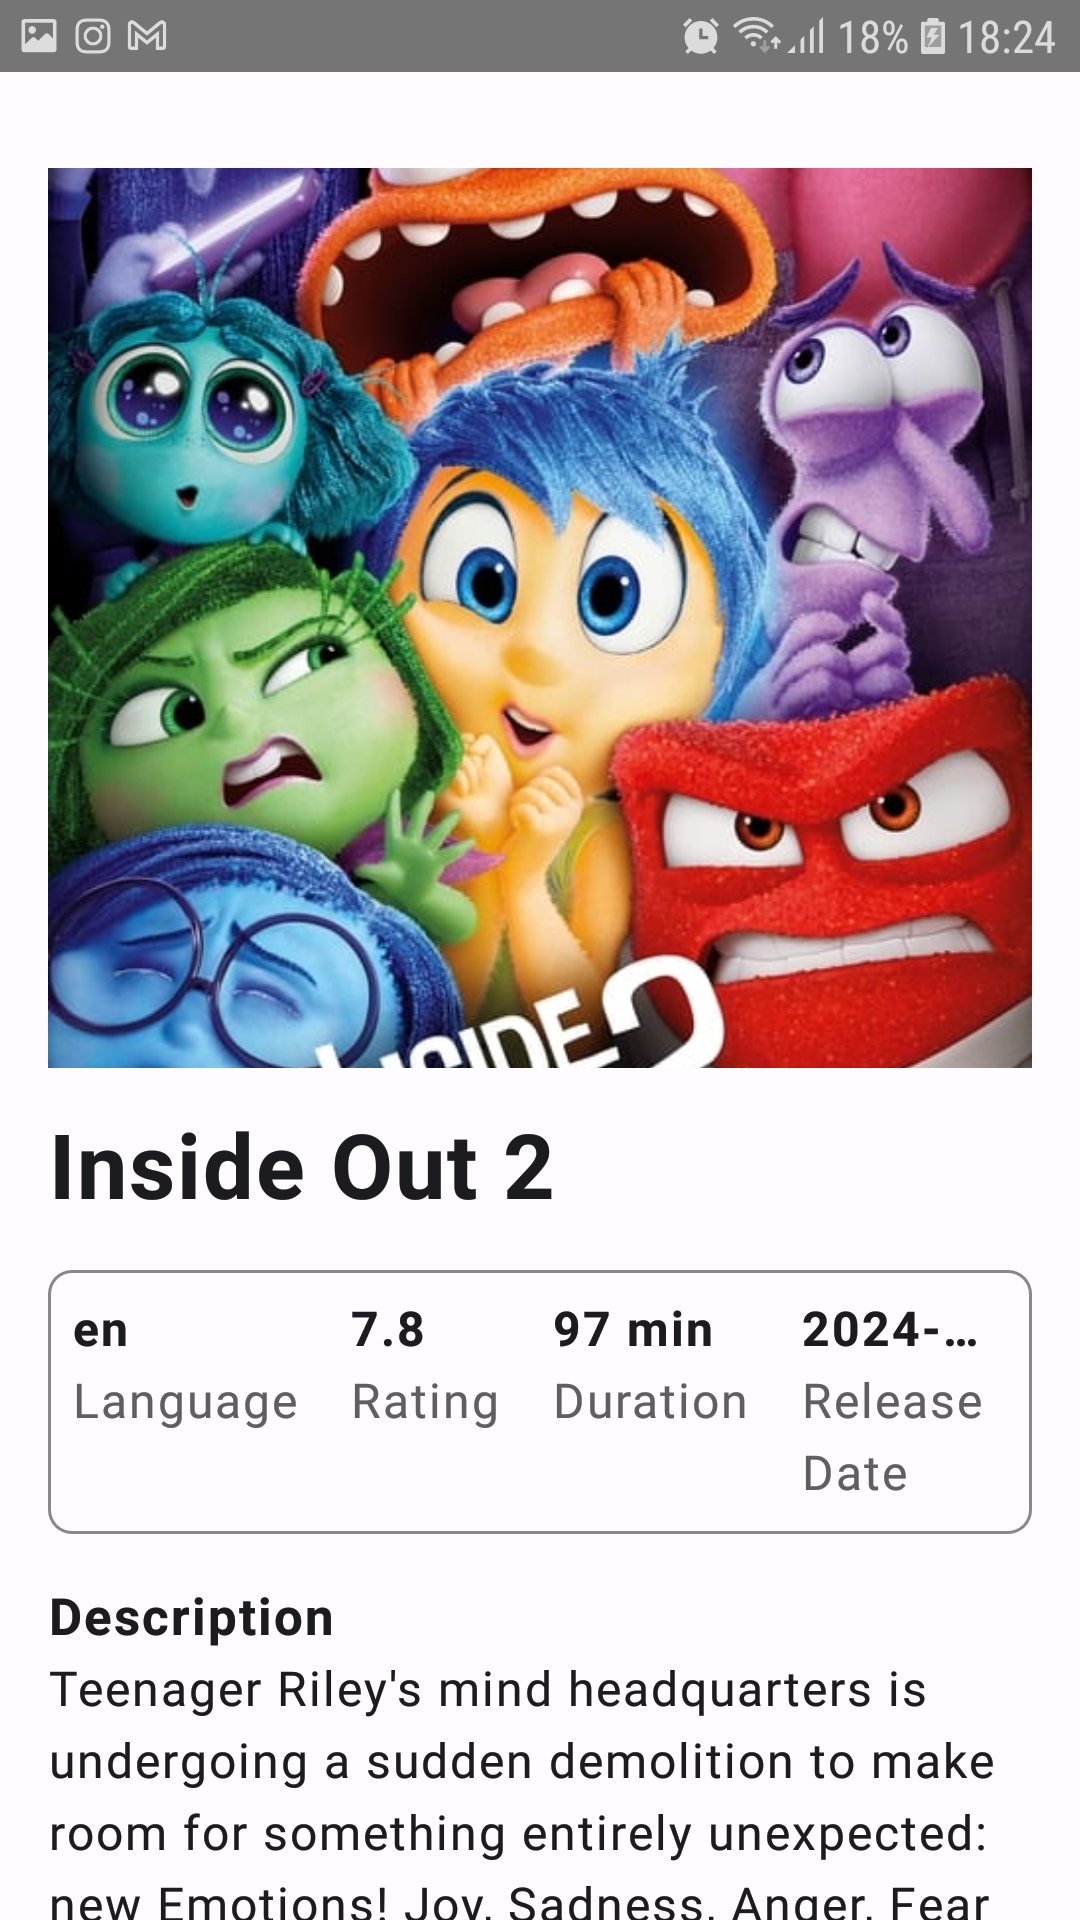 18% 18:24
INSIDE 2
Inside Out 2
en 7.8 97 min 2024-…
Language Rating Duration Release
Date
Description
Teenager Riley's mind headquarters is
undergoing a sudden demolition to make
room for something entirely unexpected:
new Emotions! Joy, Sadness, Anger, Fear